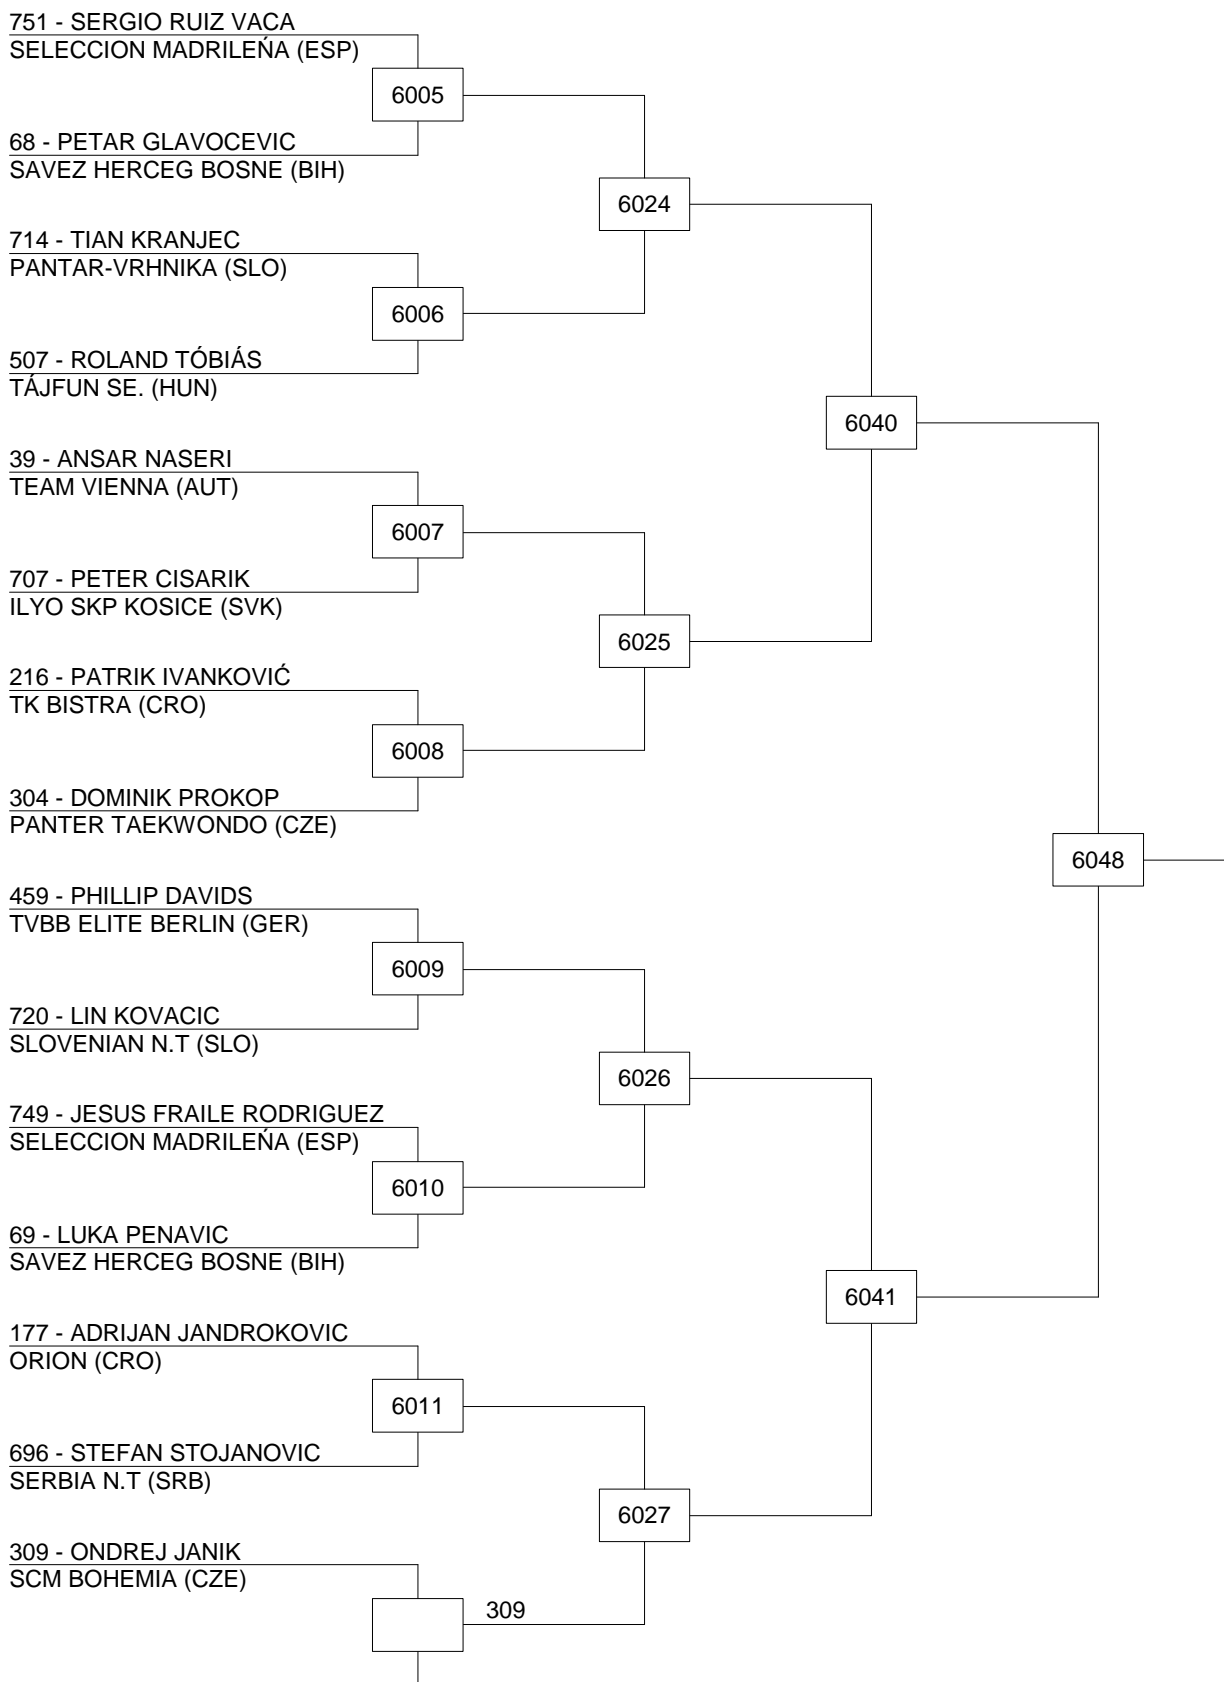 751 - SERGIO RUIZ VACA
SELECCION MADRILEŃA (ESP)
6005
68 - PETAR GLAVOCEVIC
SAVEZ HERCEG BOSNE (BIH)
6024
714 - TIAN KRANJEC
PANTAR-VRHNIKA (SLO)
6006
507 - ROLAND TÓBIÁS
TÁJFUN SE. (HUN)
6040
39 - ANSAR NASERI
TEAM VIENNA (AUT)
6007
707 - PETER CISARIK
ILYO SKP KOSICE (SVK)
6025
216 - PATRIK IVANKOVIĆ
TK BISTRA (CRO)
6008
304 - DOMINIK PROKOP
PANTER TAEKWONDO (CZE)
6048
459 - PHILLIP DAVIDS
TVBB ELITE BERLIN (GER)
6009
720 - LIN KOVACIC
SLOVENIAN N.T (SLO)
6026
749 - JESUS FRAILE RODRIGUEZ
SELECCION MADRILEŃA (ESP)
6010
69 - LUKA PENAVIC
SAVEZ HERCEG BOSNE (BIH)
6041
177 - ADRIJAN JANDROKOVIC
ORION (CRO)
6011
696 - STEFAN STOJANOVIC
SERBIA N.T (SRB)
6027
309 - ONDREJ JANIK
SCM BOHEMIA (CZE)
309